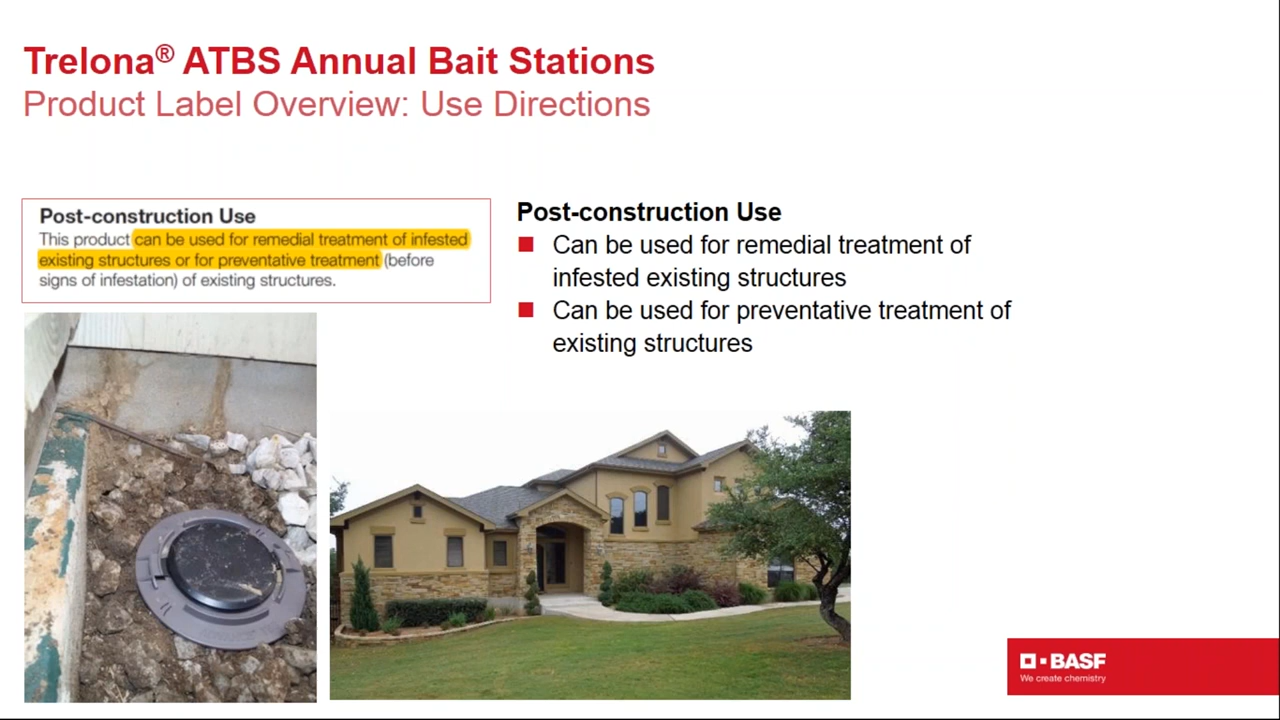 Trelona® ATBS Annual Bait Stations
Product Label Overview: Use Directions
Post-construction Use
This product can be used for remedial treatment of infested
existing structures or for preventative treatment (before
signs of infestation) of existing structures.
Post-construction Use
Can be used for remedial treatment of
infested existing structures
Can be used for preventative treatment of
existing structures
BASF
We create chemistry